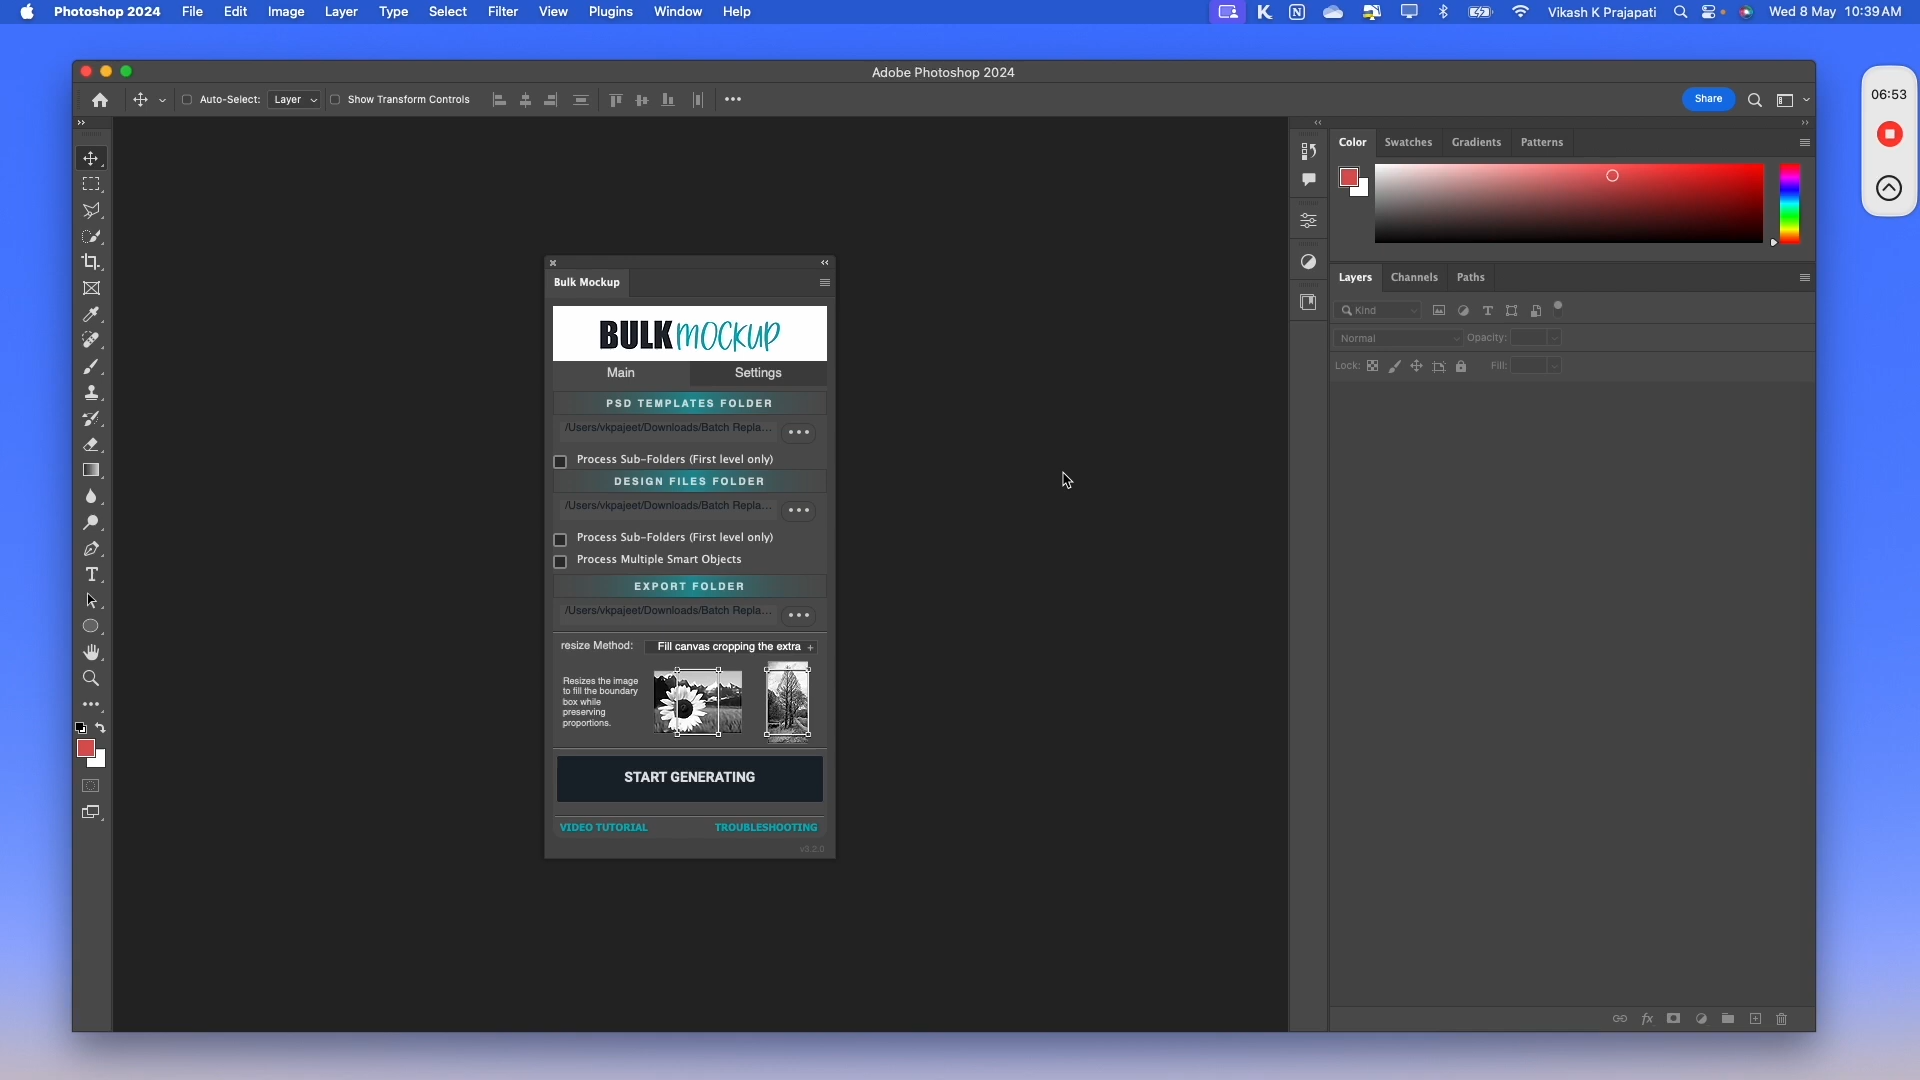 Photoshop 2024 File Edit Image Layer Type Select Filter View Plugins Window Help Vikash K Prajapati Wed 8 May 10:39 AM
Adobe Photoshop 2024
Auto-Select: Layer Show Transform Controls ••• Share
06:53
Color Swatches Gradients Patterns
Bulk Mockup
BULK MOCKUP
Main Settings
PSD TEMPLATES FOLDER
/Users/vkpajeet/Downloads/Batch Repla...
Process Sub-Folders (First level only)
DESIGN FILES FOLDER
/Users/vkpajeet/Downloads/Batch Repla...
Process Sub-Folders (First level only)
Process Multiple Smart Objects
EXPORT FOLDER
/Users/vkpajeet/Downloads/Batch Repla...
resize Method: Fill canvas cropping the extra
Resizes the image
to fill the boundary
box while
preserving
proportions.
START GENERATING
VIDEO TUTORIAL TROUBLESHOOTING
v3.2.0
Layers Channels Paths
Kind
Normal Opacity:
Lock: Fill: